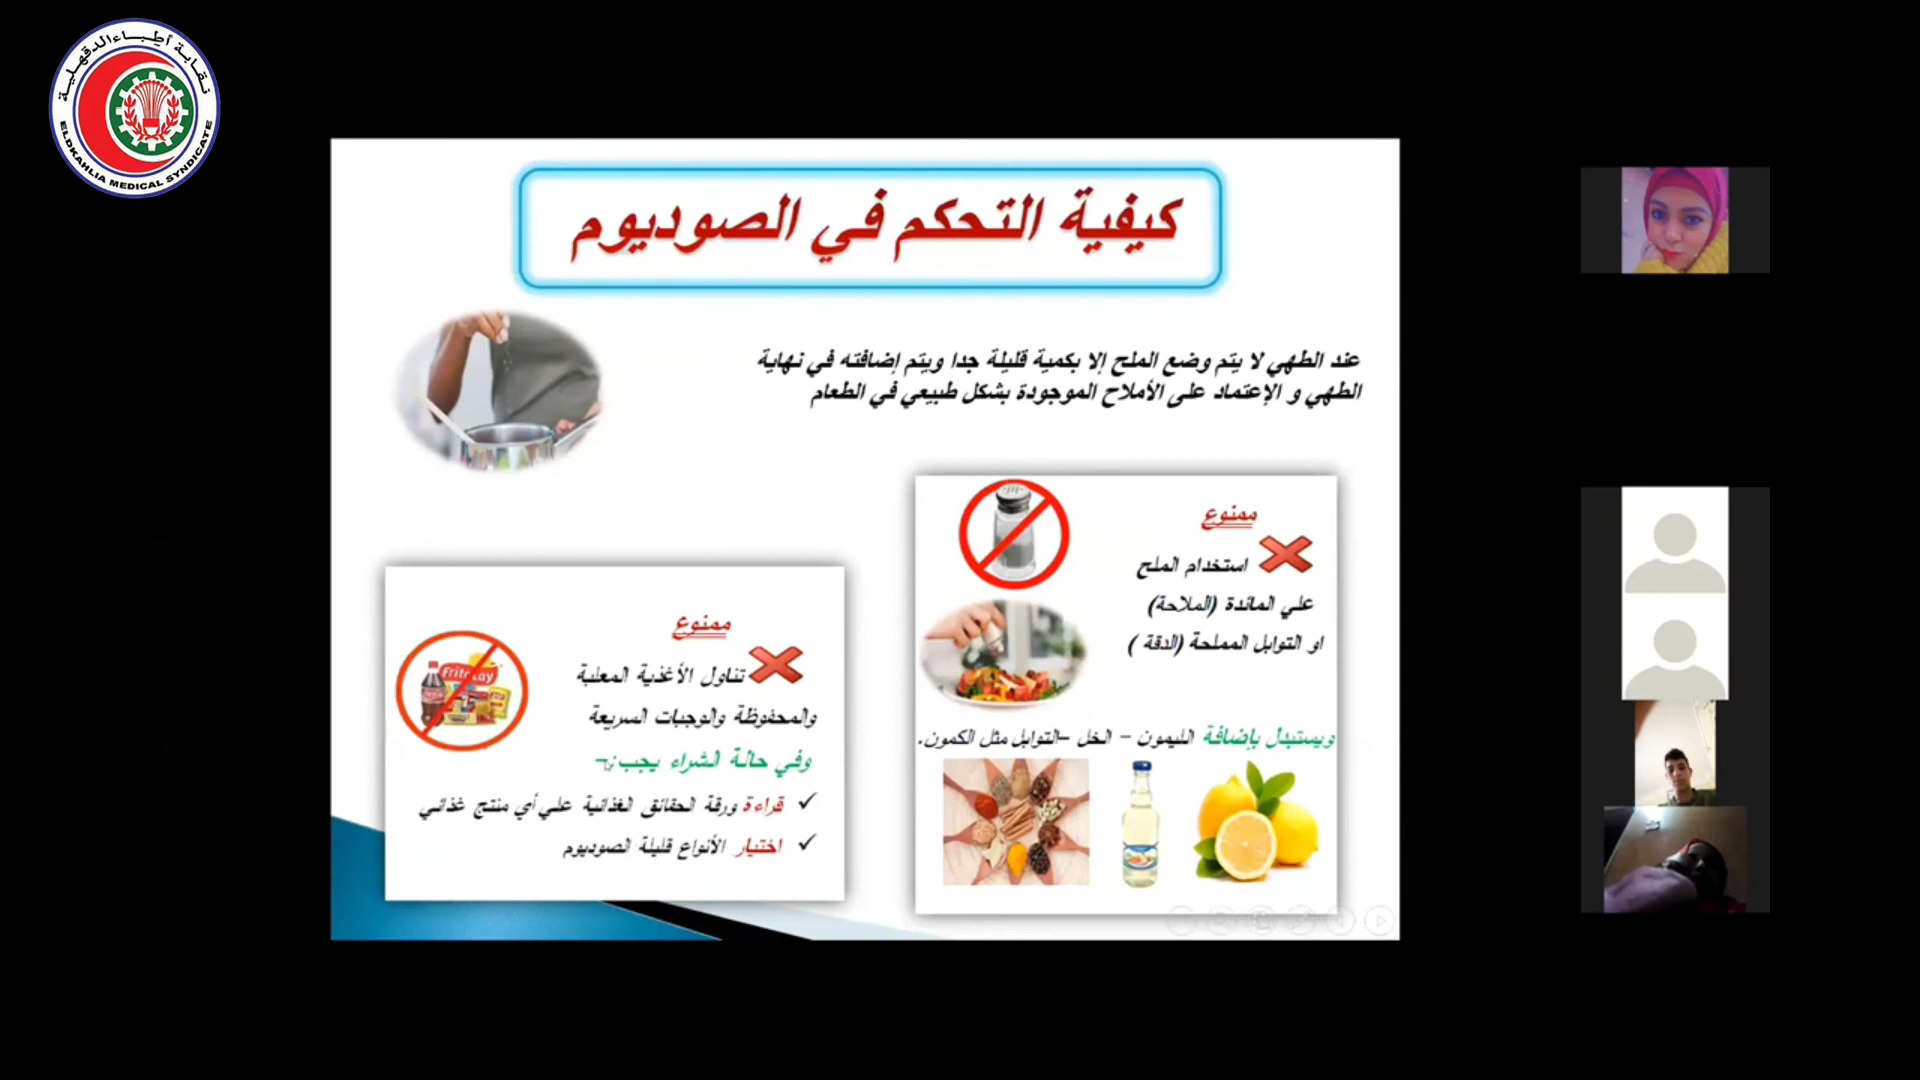 نقابة أطباء الدقهلية
ELDKAHLIA MEDICAL SYNDICATE
كيفية التحكم في الصوديوم
عند الطهي لا يتم وضع الملح إلا بكمية قليلة جدا ويتم إضافته في نهاية
الطهي و الإعتماد على الأملاح الموجودة بشكل طبيعي في الطعام
ممنوع
استخدام الملح
علي المائدة (الملاحة)
او التوابل المملحة (الدقة )
ويستبدل بإضافة الليمون – الخل –التوابل مثل الكمون.
ممنوع
تناول الأغذية المعلبة
والمحفوظة والوجبات السريعة
وفي حالة الشراء يجب:-
✓ قراءة ورقة الحقائق الغذائية علي أي منتج غذائي
✓ اختيار الأنواع قليلة الصوديوم